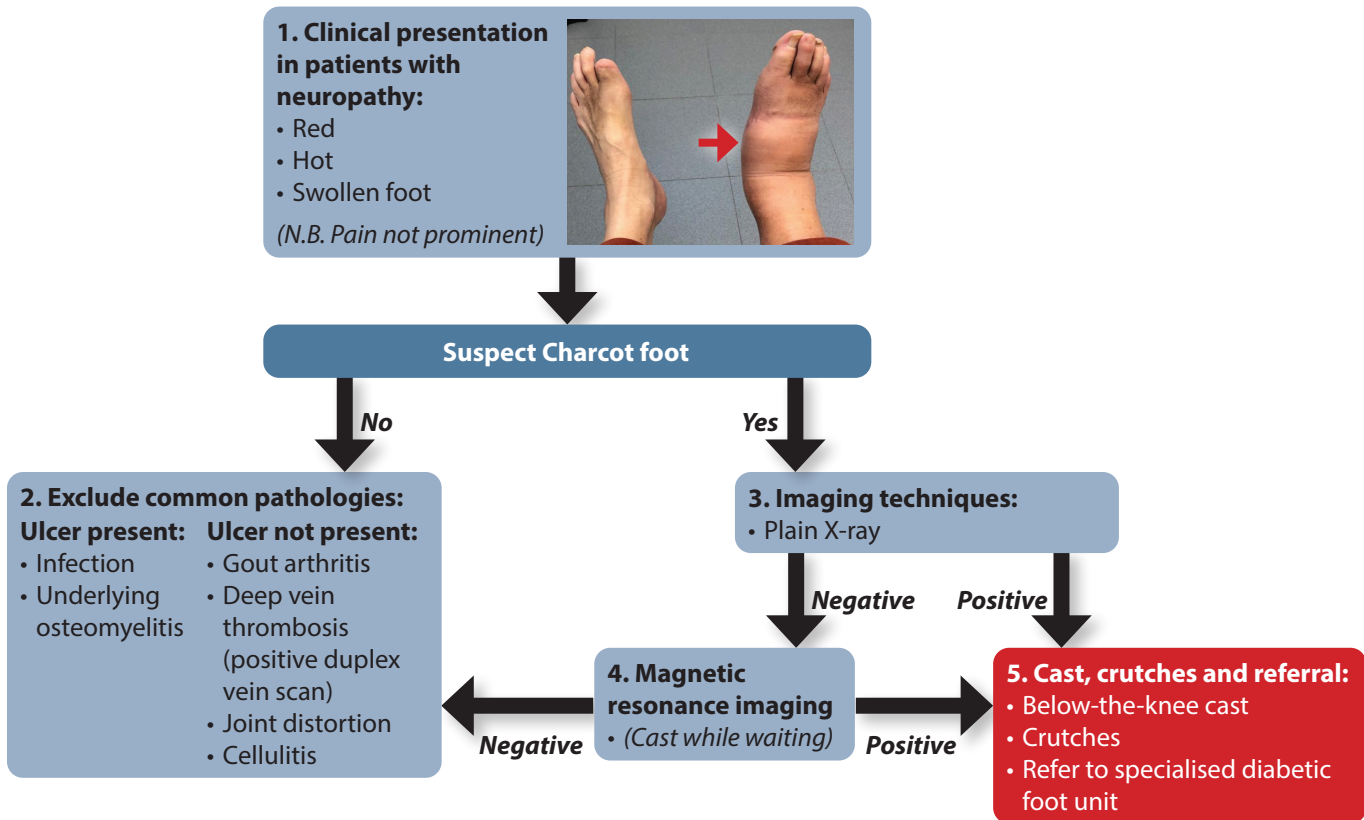 1. Clinical presentation
in patients with
neuropathy:
• Red
• Hot
• Swollen foot
(N.B. Pain not prominent)
Suspect Charcot foot
No
Yes
2. Exclude common pathologies:
Ulcer present:
• Infection
• Underlying
osteomyelitis
Ulcer not present:
• Gout arthritis
• Deep vein
thrombosis
(positive duplex
vein scan)
• Joint distortion
• Cellulitis
3. Imaging techniques:
• Plain X-ray
Negative
Positive
4. Magnetic
resonance imaging
• (Cast while waiting)
Negative
Positive
5. Cast, crutches and referral:
• Below-the-knee cast
• Crutches
• Refer to specialised diabetic
foot unit